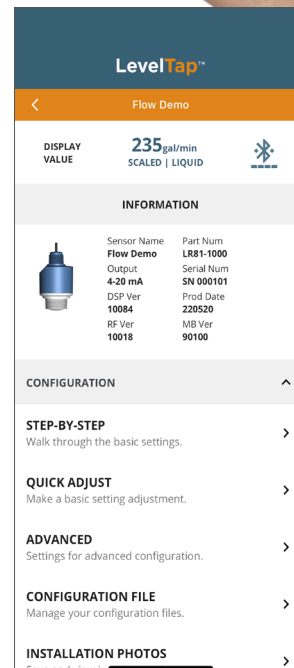 LevelTap™
Flow Demo
DISPLAY VALUE
235 gal/min
SCALED | LIQUID
INFORMATION
Sensor Name
Flow Demo
Part Num
LR81-1000
Output
4-20 mA
Serial Num
SN 000101
DSP Ver
10084
Prod Date
220520
RF Ver
10018
MB Ver
90100
CONFIGURATION
STEP-BY-STEP
Walk through the basic settings.
QUICK ADJUST
Make a basic setting adjustment.
ADVANCED
Settings for advanced configuration.
CONFIGURATION FILE
Manage your configuration files.
INSTALLATION PHOTOS